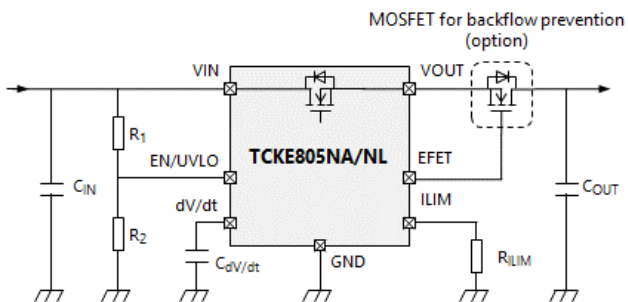 MOSFET for backflow prevention
(option)
VIN
VOUT
R1
EN/UVLO
TCKE805NA/NL
EFET
CIN
dV/dt
ILIM
COUT
R2
CdV/dt
GND
RILIM